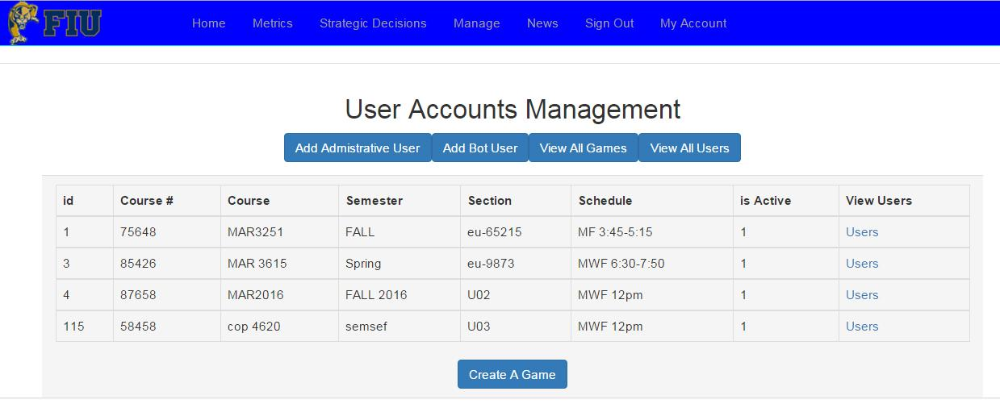 FIU
Home Metrics Strategic Decisions Manage News Sign Out My Account
User Accounts Management
Add Admistrative User Add Bot User View All Games View All Users
id Course # Course Semester Section Schedule is Active View Users
1 75648 MAR3251 FALL eu-65215 MF 3:45-5:15 1 Users
3 85426 MAR 3615 Spring eu-9873 MWF 6:30-7:50 1 Users
4 87658 MAR2016 FALL 2016 U02 MWF 12pm 1 Users
115 58458 cop 4620 semsef U03 MWF 12pm 1 Users
Create A Game